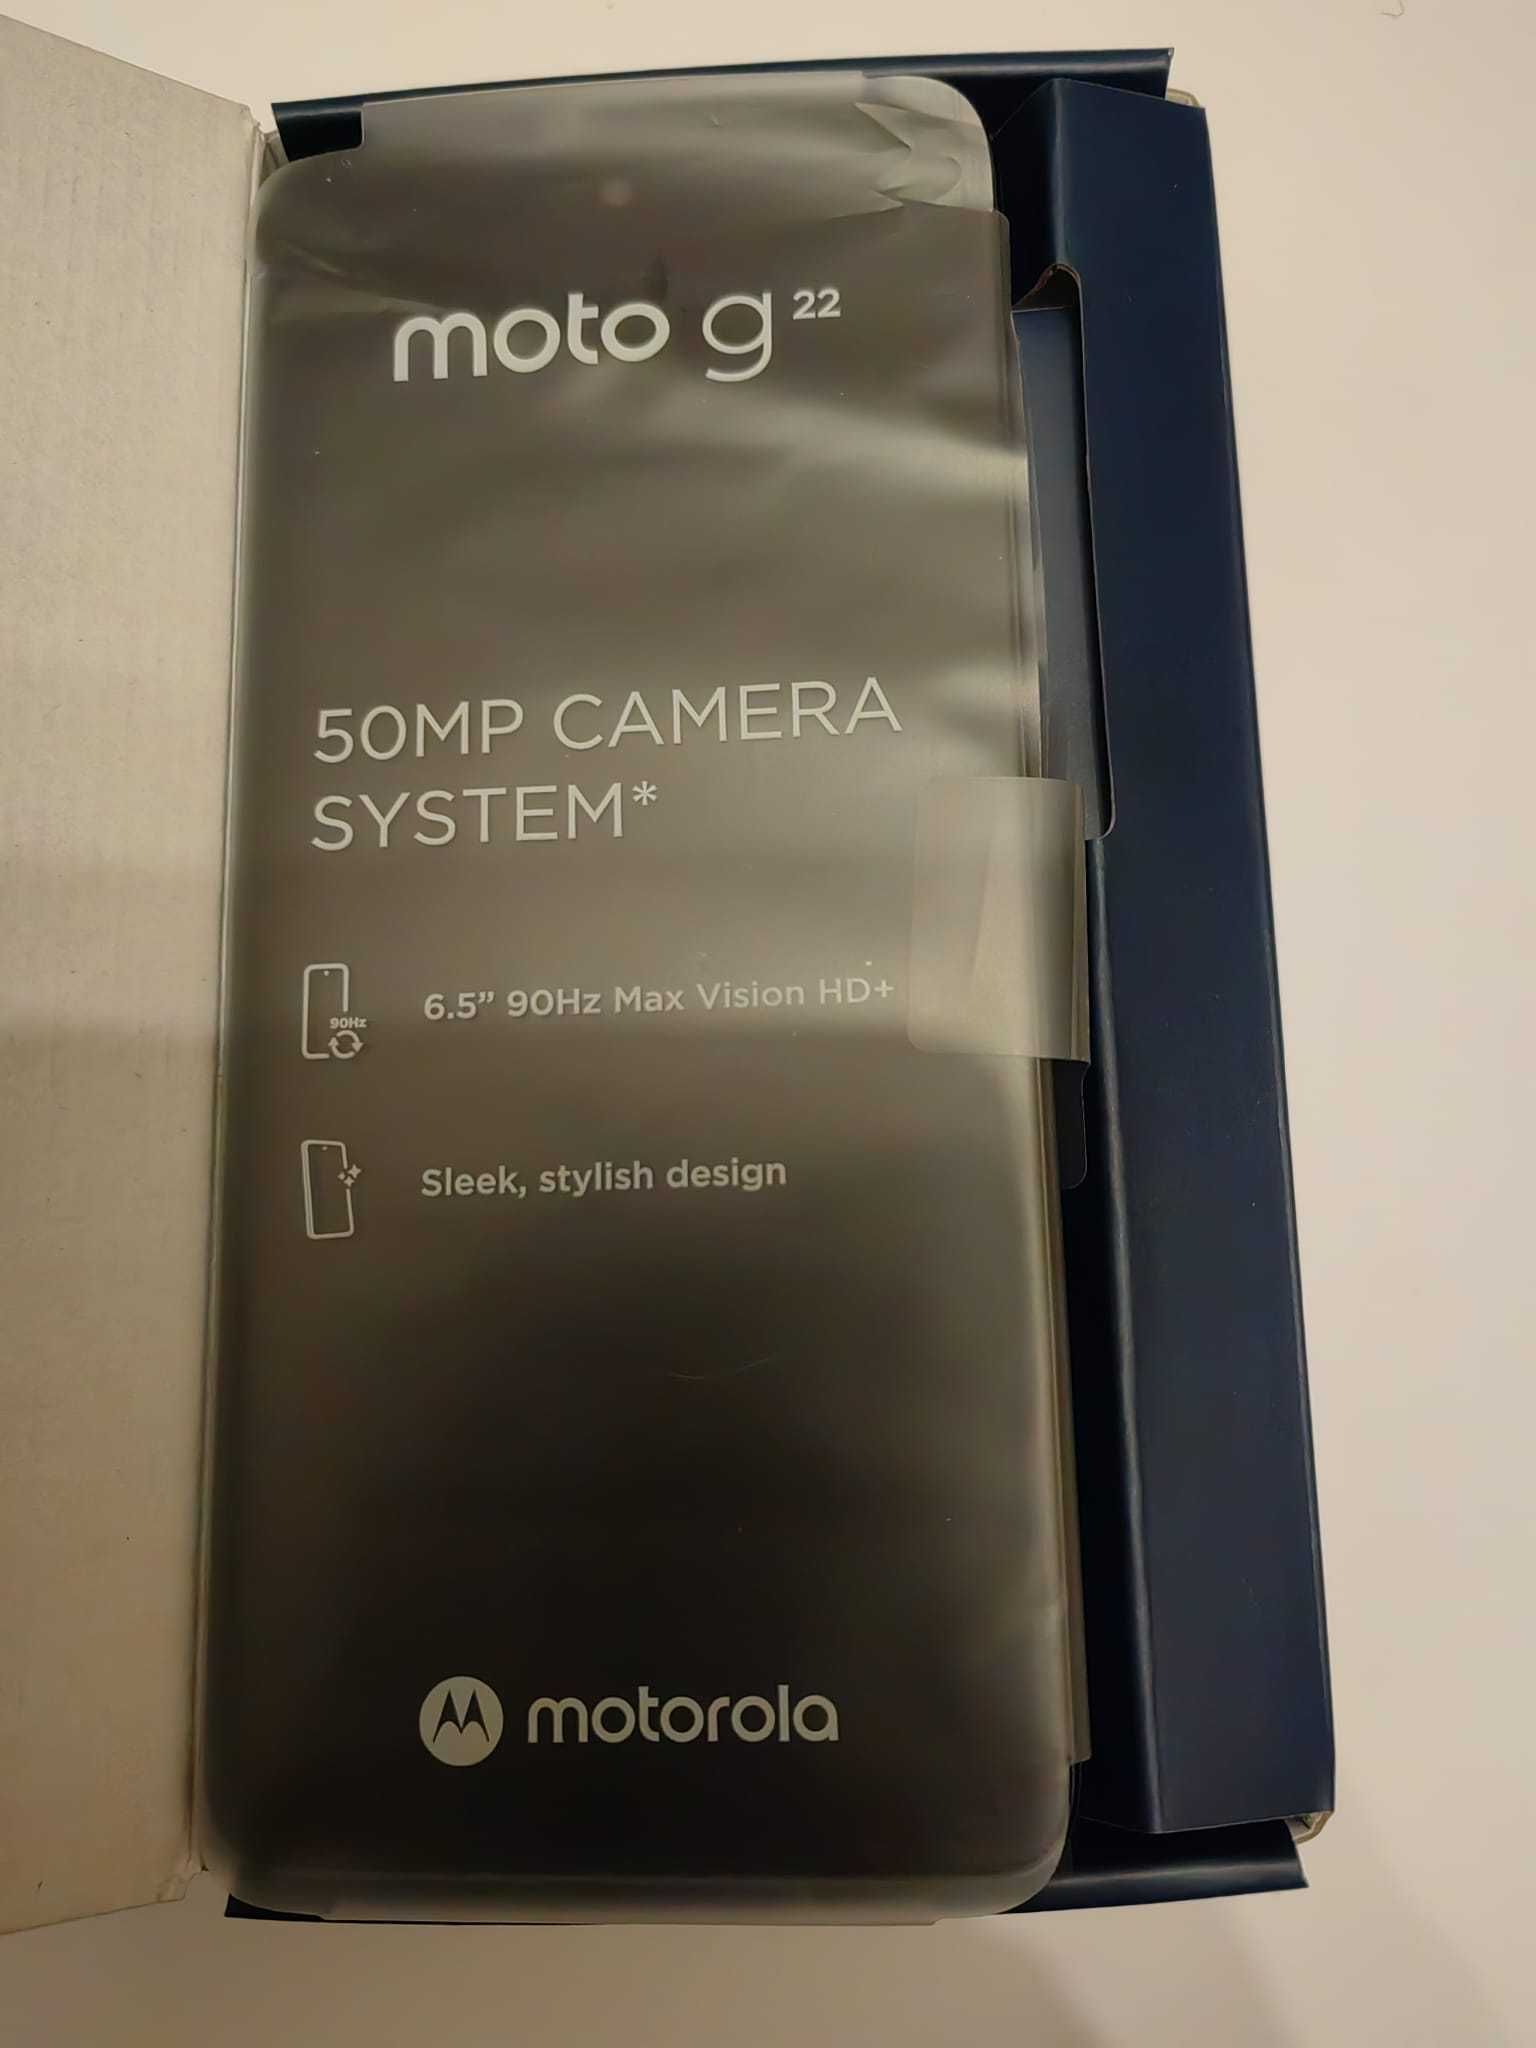 moto g 22
50MP CAMERA
SYSTEM*
90Hz
6.5” 90Hz Max Vision HD+
Sleek, stylish design
motorola